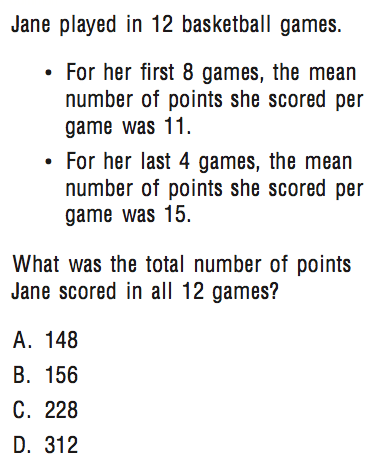 Jane played in 12 basketball games.
• For her first 8 games, the mean
number of points she scored per
game was 11.
• For her last 4 games, the mean
number of points she scored per
game was 15.
What was the total number of points
Jane scored in all 12 games?
A. 148
B. 156
C. 228
D. 312